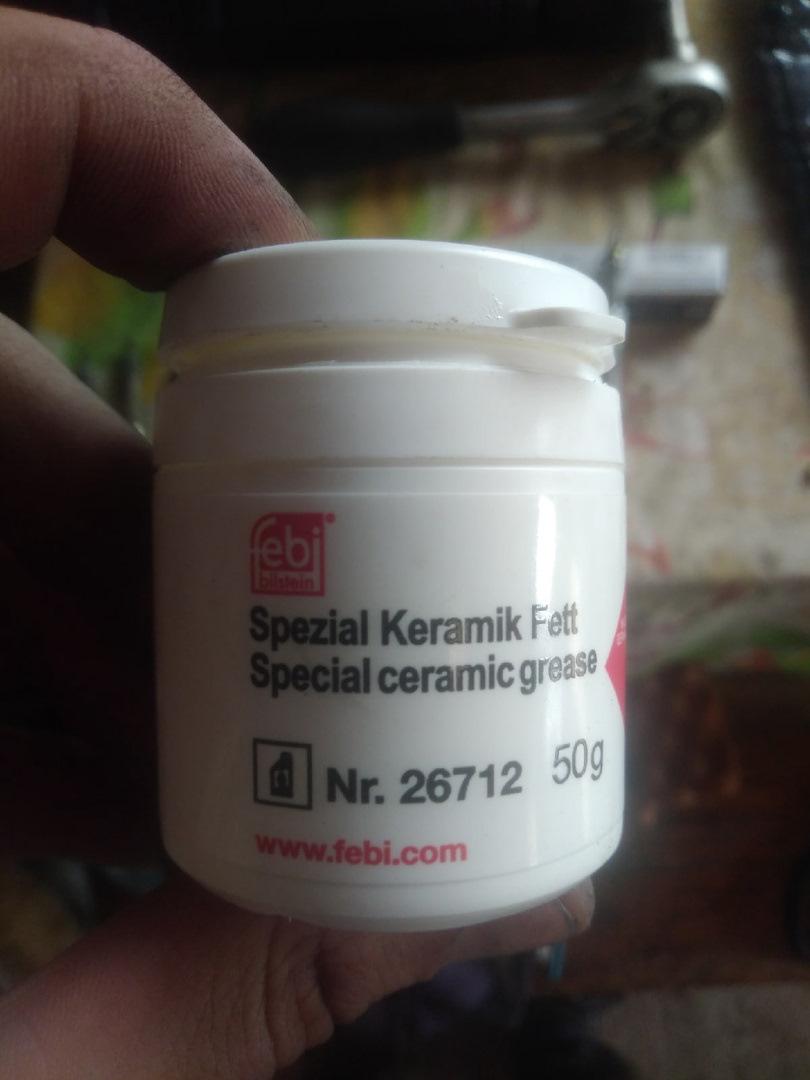 febi
bilstein
Spezial Keramik Fett
Special ceramic grease
Nr. 26712 50g
www.febi.com